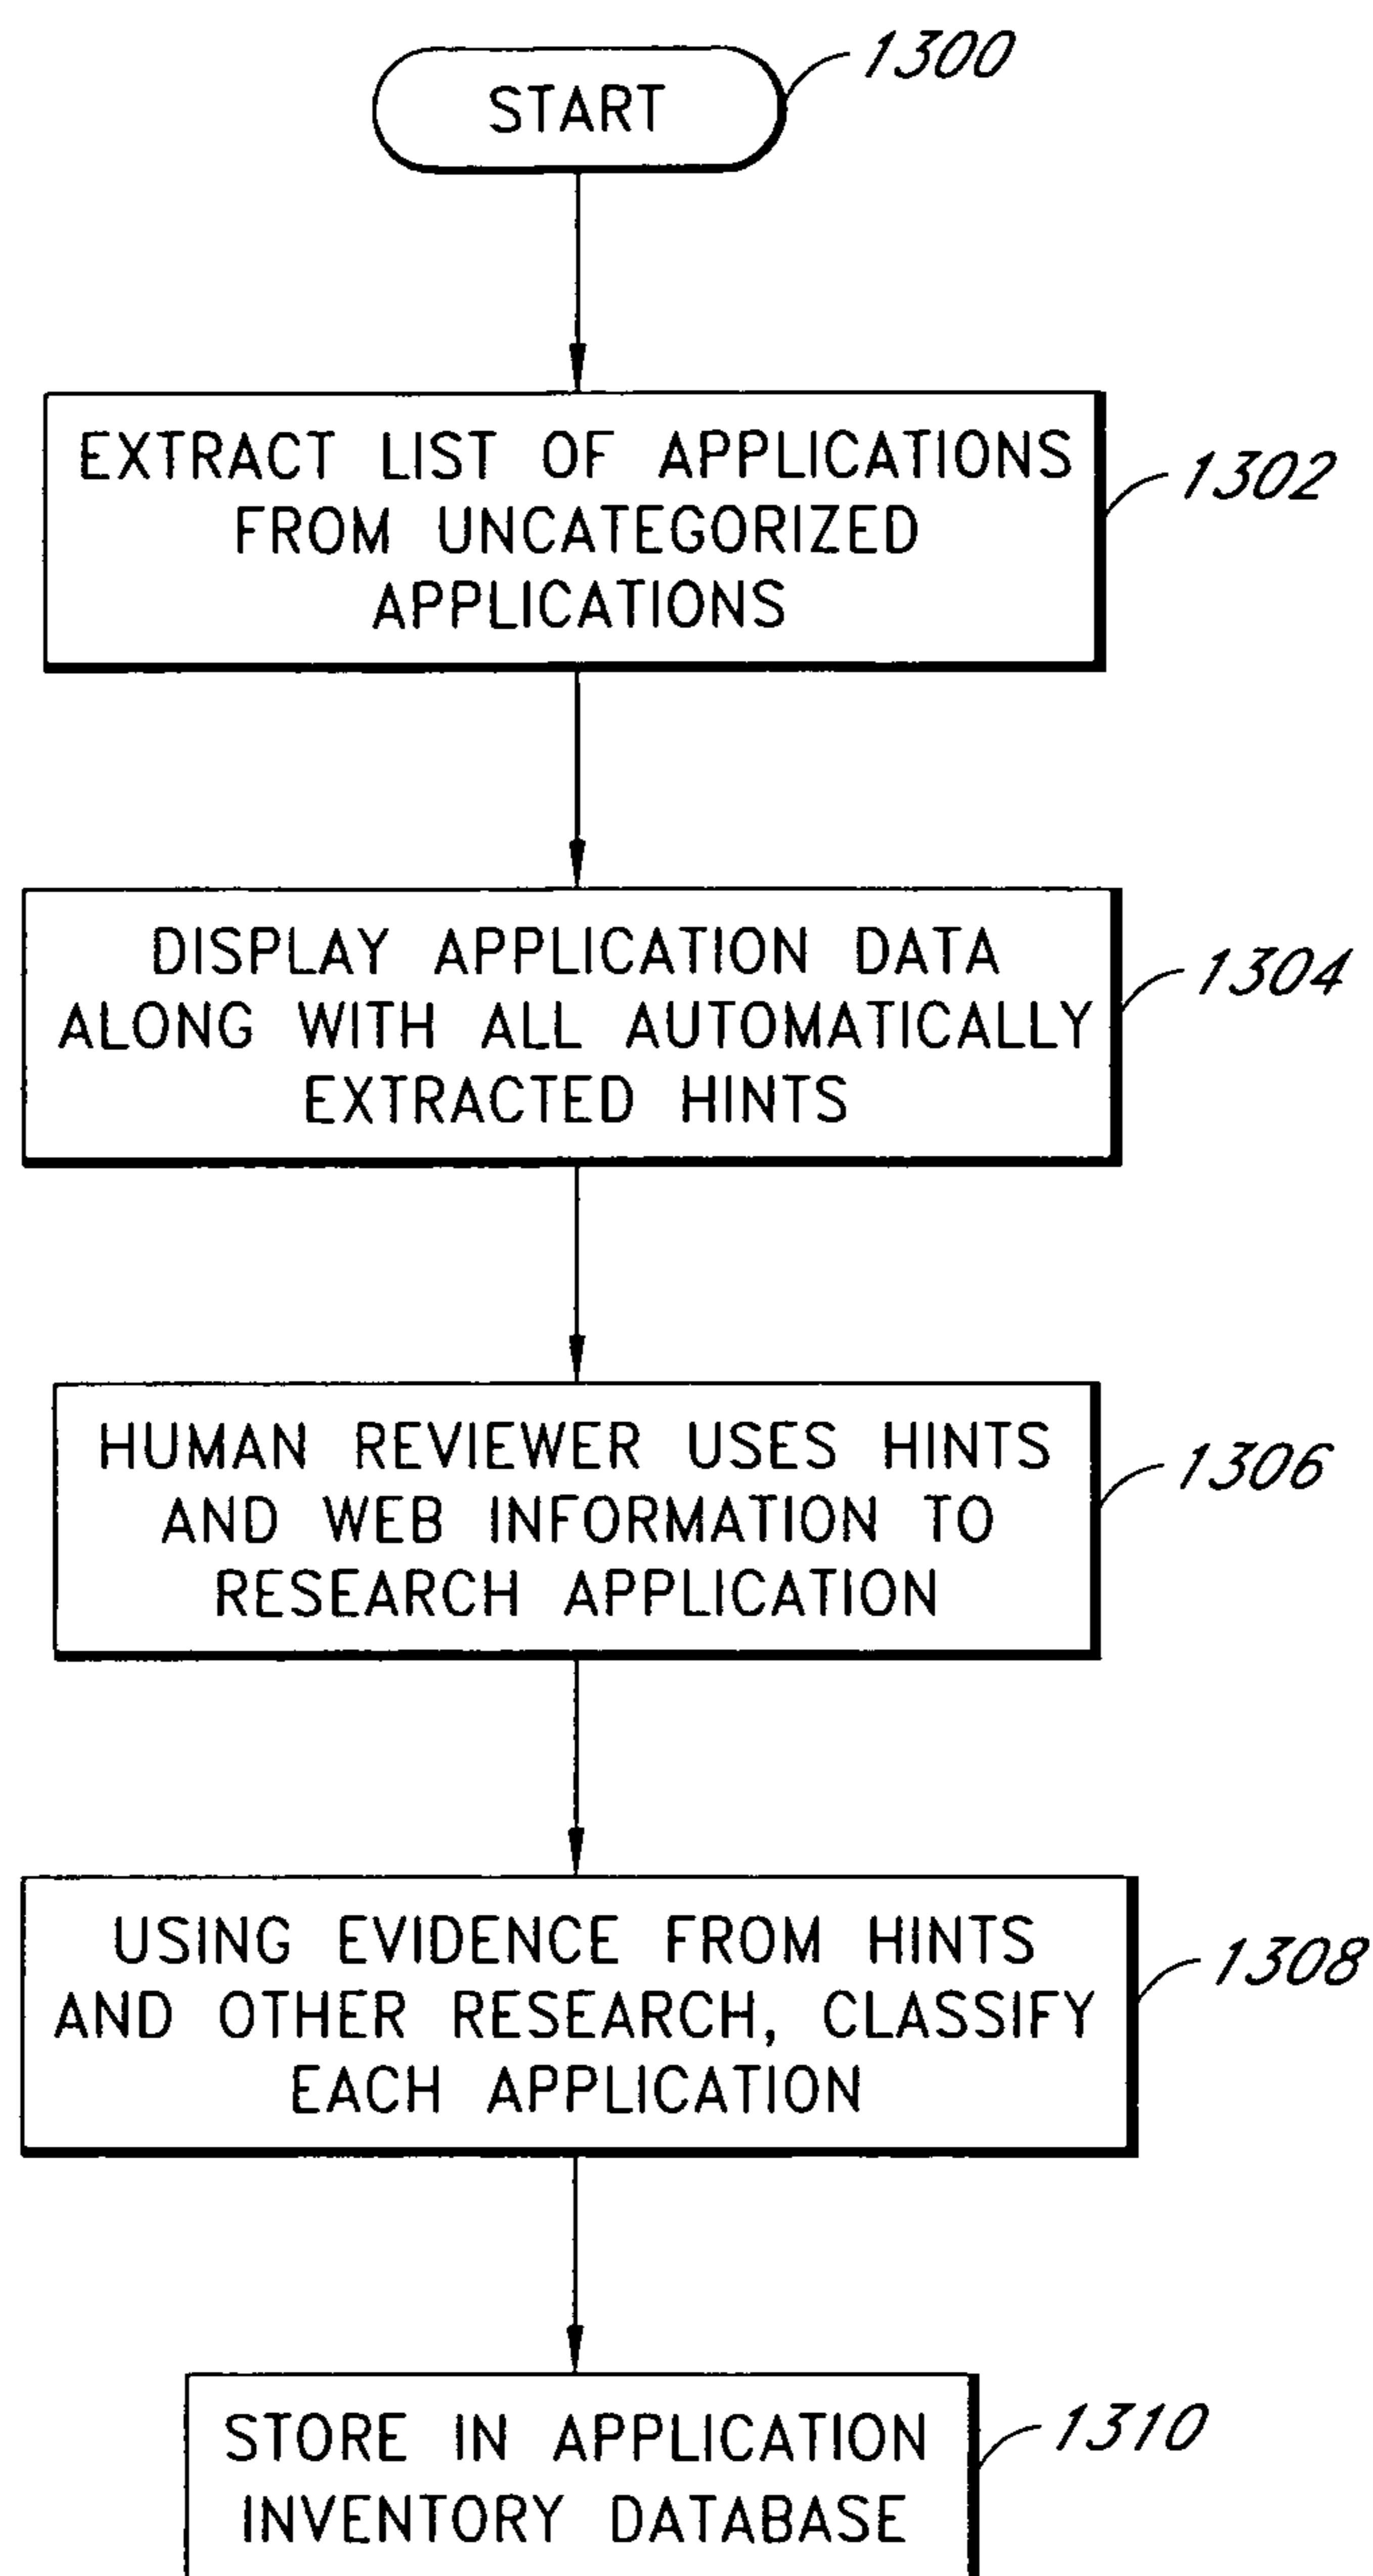 START
1300
EXTRACT LIST OF APPLICATIONS
FROM UNCATEGORIZED
APPLICATIONS
1302
DISPLAY APPLICATION DATA
ALONG WITH ALL AUTOMATICALLY
EXTRACTED HINTS
1304
HUMAN REVIEWER USES HINTS
AND WEB INFORMATION TO
RESEARCH APPLICATION
1306
USING EVIDENCE FROM HINTS
AND OTHER RESEARCH, CLASSIFY
EACH APPLICATION
1308
STORE IN APPLICATION
INVENTORY DATABASE
1310